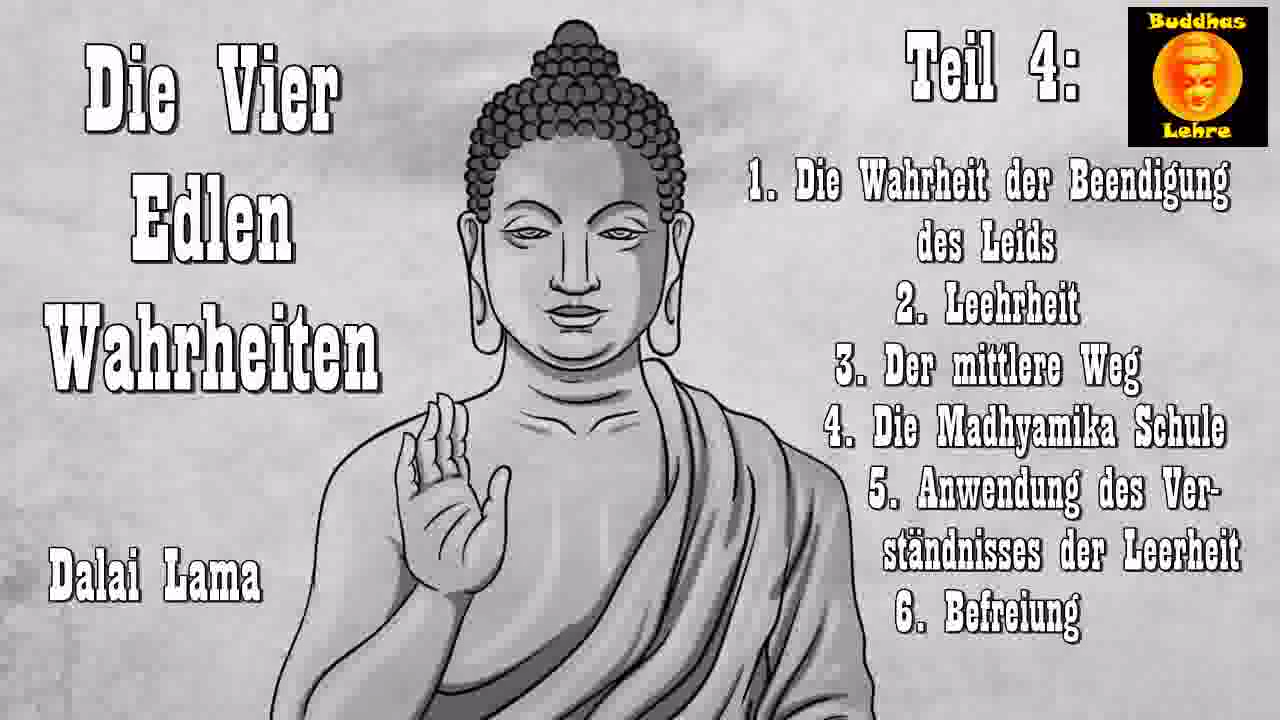 Die Vier
Edlen
Wahrheiten
Dalai Lama
Teil 4:
Buddhas
Lehre
1. Die Wahrheit der Beendigung
des Leids
2. Leehrheit
3. Der mittlere Weg
4. Die Madhyamika Schule
5. Anwendung des Ver-
ständnisses der Leerheit
6. Befreiung